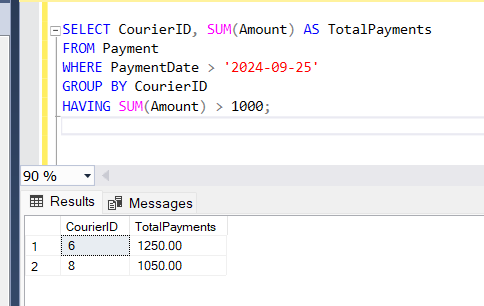 SELECT CourierID, SUM(Amount) AS TotalPayments
FROM Payment
WHERE PaymentDate > '2024-09-25'
GROUP BY CourierID
HAVING SUM(Amount) > 1000;
90 %
Results Messages
CourierID TotalPayments
1 6 1250.00
2 8 1050.00